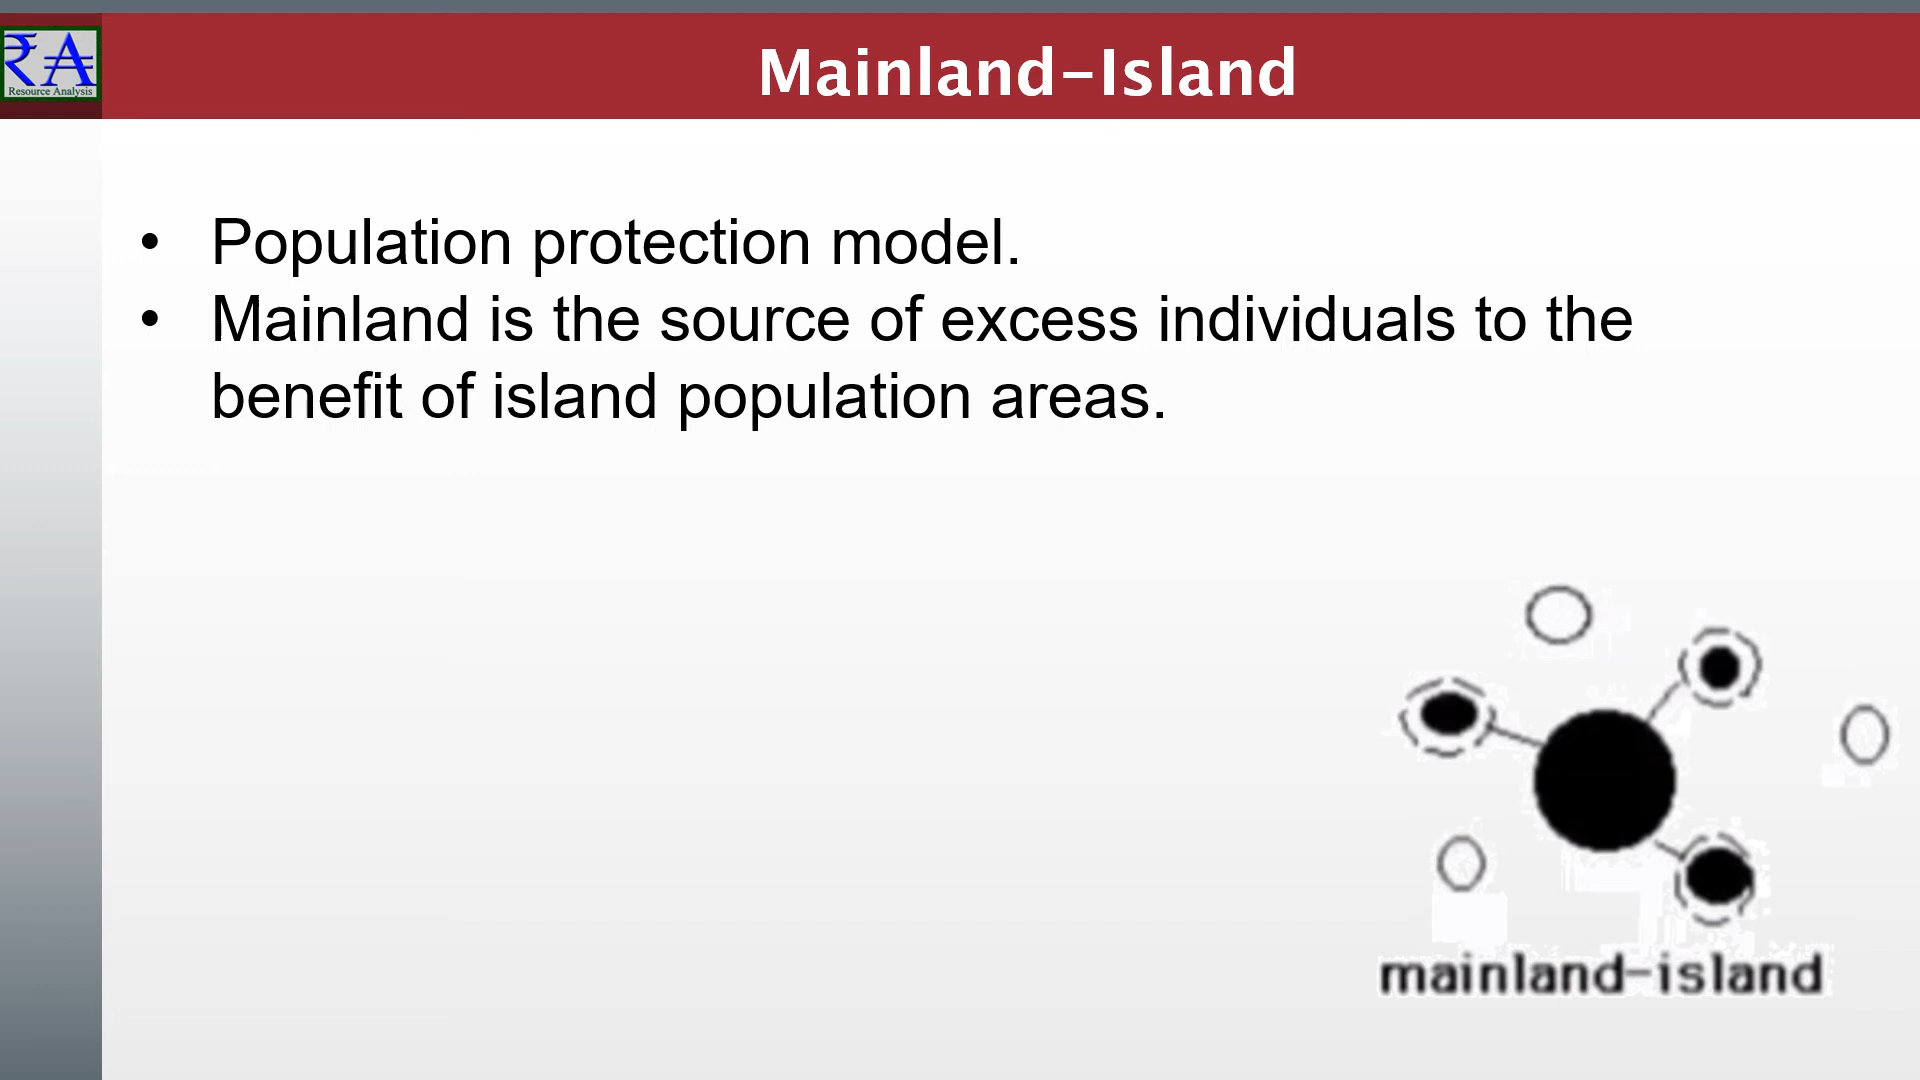 ₹A
Resource Analysis
Mainland-Island
• Population protection model.
• Mainland is the source of excess individuals to the
benefit of island population areas.
mainland-island